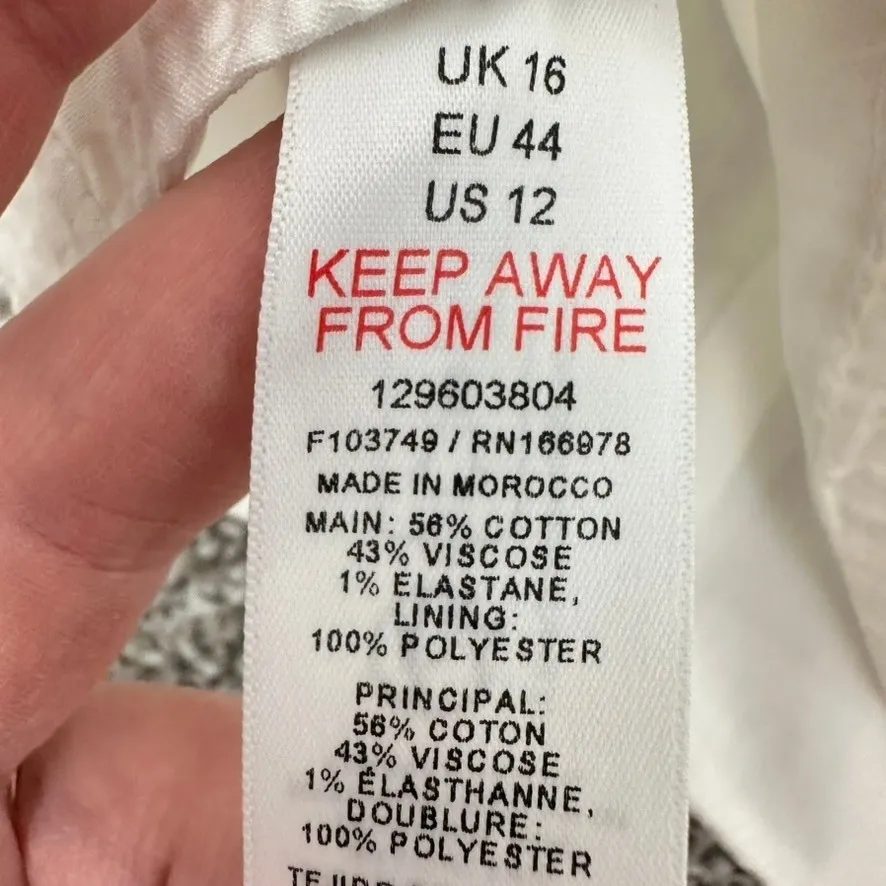 UK 16
EU 44
US 12
KEEP AWAY
FROM FIRE
129603804
F103749 / RN166978
MADE IN MOROCCO
MAIN: 56% COTTON
43% VISCOSE
1% ELASTANE,
LINING:
100% POLYESTER
PRINCIPAL:
56% COTON
43% VISCOSE
1% ÉLASTHANNE,
DOUBLURE:
100% POLYESTER